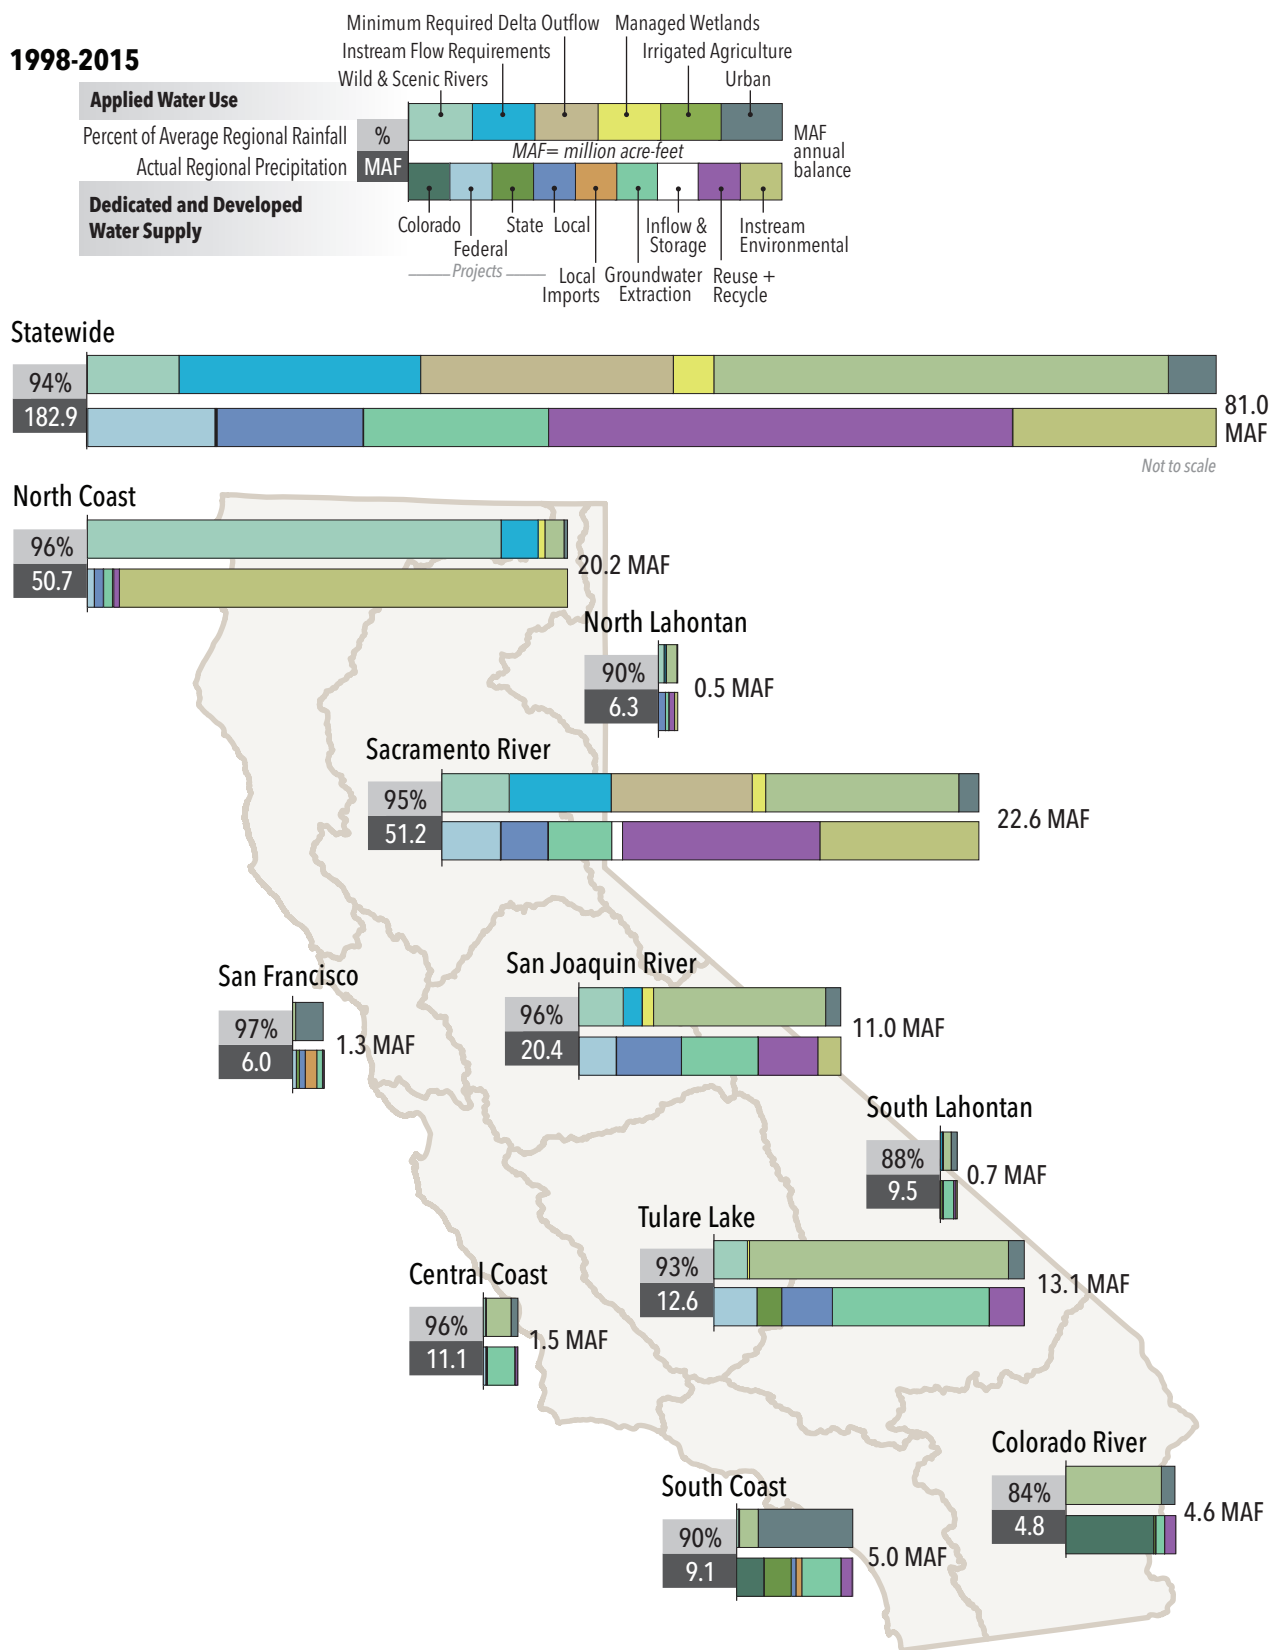 1998-2015
Minimum Required Delta Outflow
Managed Wetlands
Instream Flow Requirements
Irrigated Agriculture
Wild & Scenic Rivers
Urban
Applied Water Use
Percent of Average Regional Rainfall
%
MAF= million acre-feet
MAF
annual
balance
Actual Regional Precipitation
MAF
Dedicated and Developed
Water Supply
Colorado
Federal
State
Local
Projects
Local
Imports
Groundwater
Extraction
Inflow &
Storage
Reuse +
Recycle
Instream
Environmental
Statewide
94%
182.9
81.0
MAF
Not to scale
North Coast
96%
50.7
20.2 MAF
North Lahontan
90%
6.3
0.5 MAF
Sacramento River
95%
51.2
22.6 MAF
San Francisco
97%
6.0
1.3 MAF
San Joaquin River
96%
20.4
11.0 MAF
South Lahontan
88%
9.5
0.7 MAF
Tulare Lake
93%
12.6
13.1 MAF
Central Coast
96%
11.1
1.5 MAF
Colorado River
84%
4.8
4.6 MAF
South Coast
90%
9.1
5.0 MAF